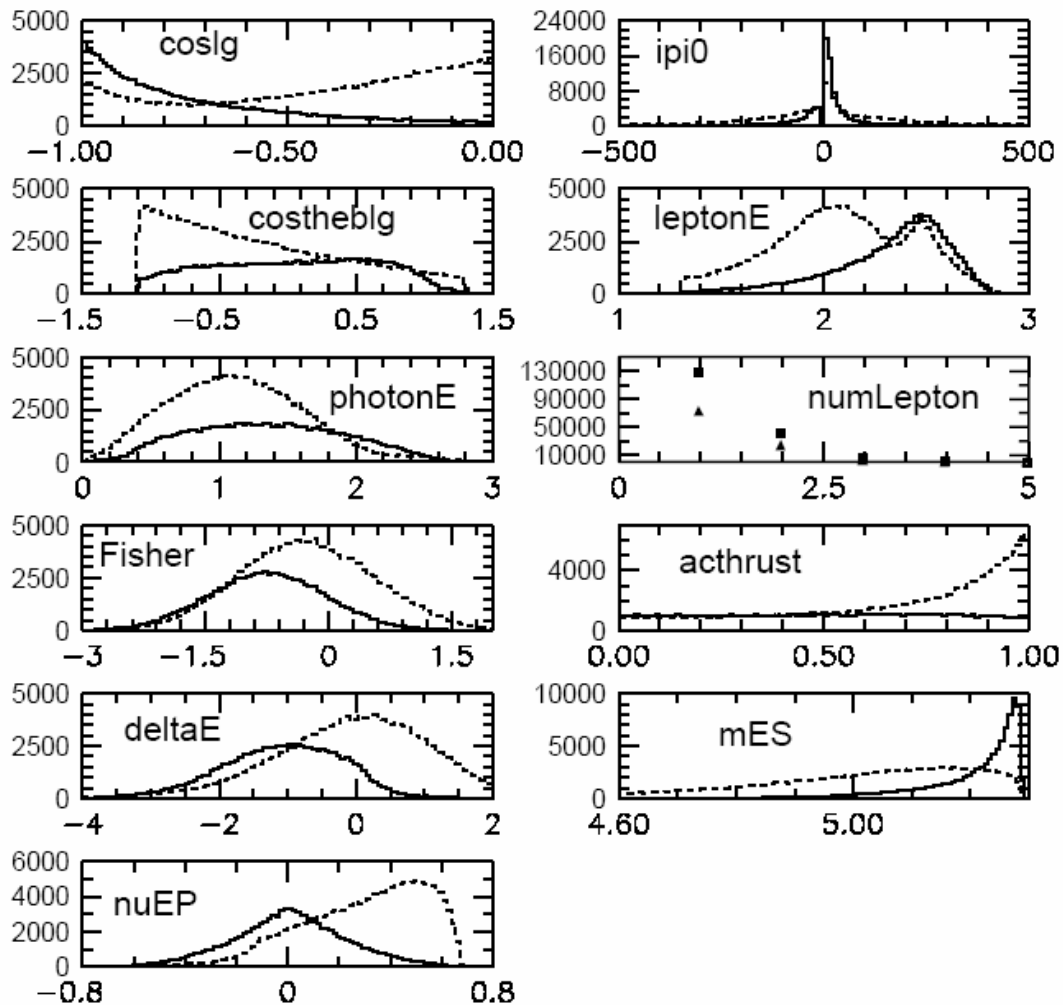 5000
2500
0
coslg
−1.00 −0.50 0.00
24000
16000
8000
0
ipi0
−500 0 500
5000
2500
0
costheblg
−1.5 −0.5 0.5 1.5
5000
2500
0
leptonE
1 2 3
5000
2500
0
photonE
0 1 2 3
130000
90000
50000
10000
numLepton
0 2.5 5
5000
2500
0
Fisher
−3 −1.5 0 1.5
4000
0
acthrust
0.00 0.50 1.00
5000
2500
0
deltaE
−4 −2 0 2
10000
5000
0
mES
4.60 5.00
6000
4000
2000
0
nuEP
−0.8 0 0.8